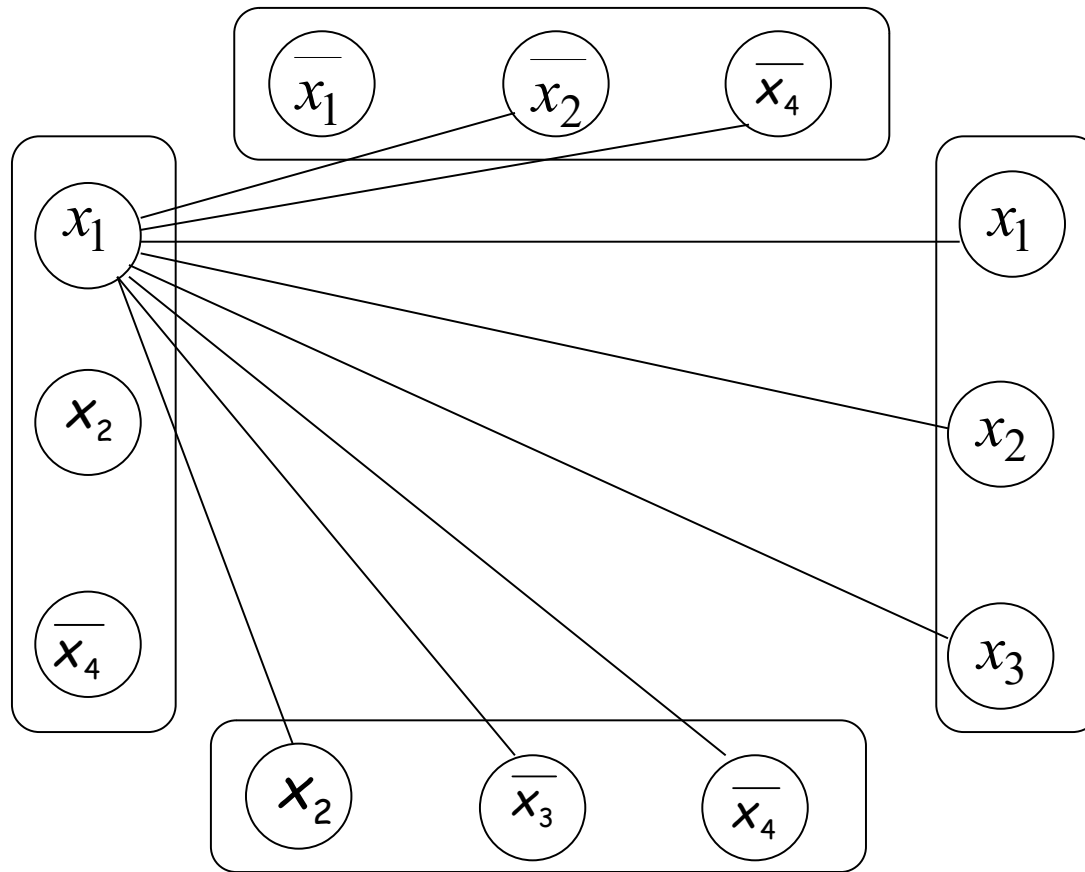 x̅₁ x̅₂ x̅₄
x₁ x₁
x₂ x₂
x̅₄ x₃
x₂ x̅₃ x̅₄